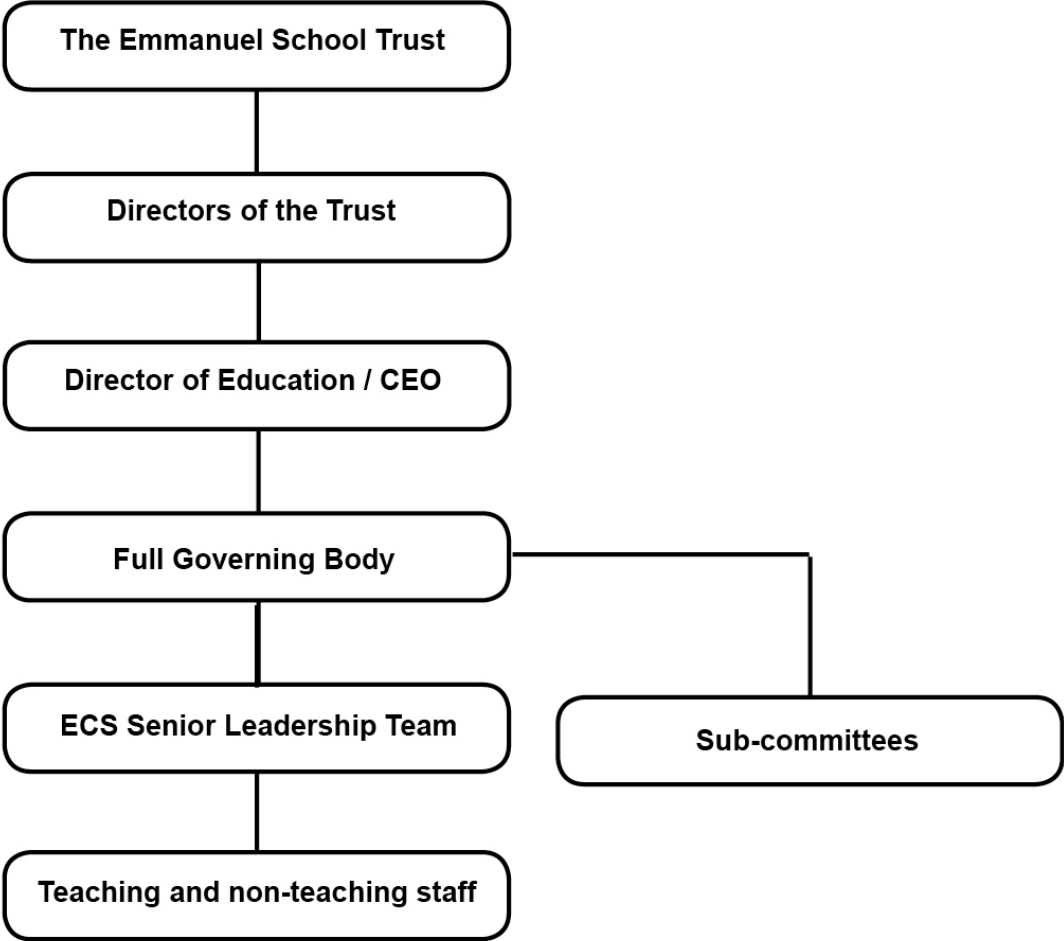 The Emmanuel School Trust
Directors of the Trust
Director of Education / CEO
Full Governing Body
ECS Senior Leadership Team
Sub-committees
Teaching and non-teaching staff